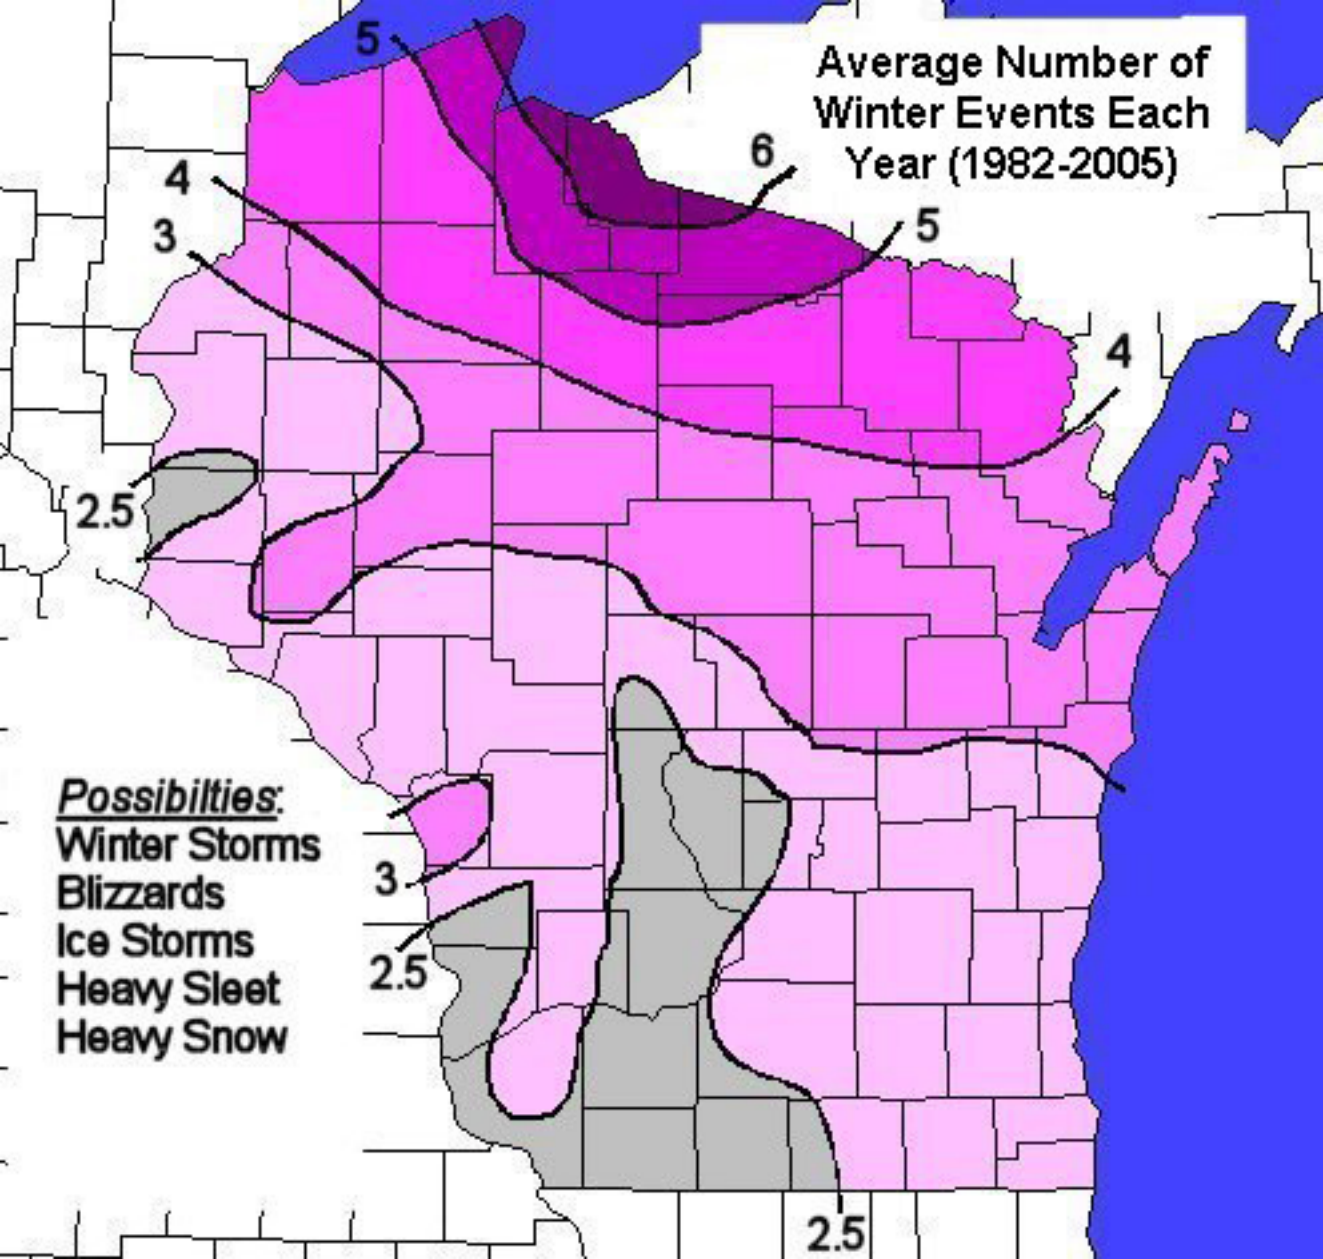 Average Number of
Winter Events Each
Year (1982-2005)
5
6
4
5
3
4
2.5
Possibilties:
Winter Storms
Blizzards
Ice Storms
Heavy Sleet
Heavy Snow
3
2.5
2.5